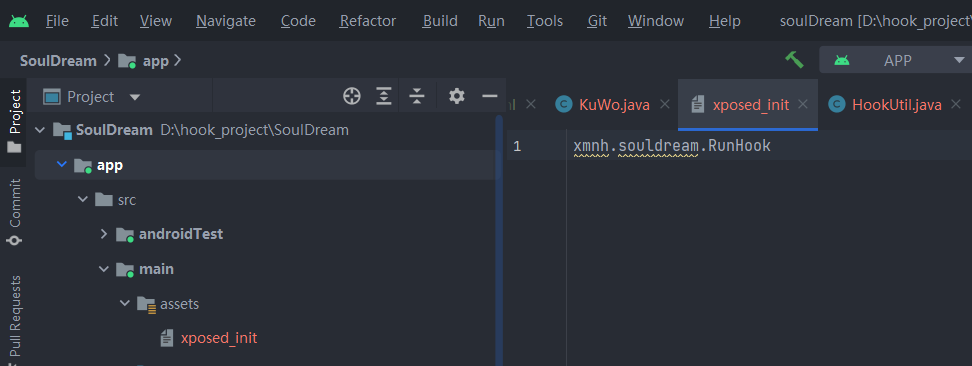 File Edit View Navigate Code Refactor Build Run Tools Git Window Help soulDream [D:\hook_project\S
SoulDream app APP
Project
Project
KuWo.java xposed_init HookUtil.java
SoulDream D:\hook_project\SoulDream
1 xmnh.souldream.RunHook
app
Commit
src
androidTest
main
Pull Requests
assets
xposed_init